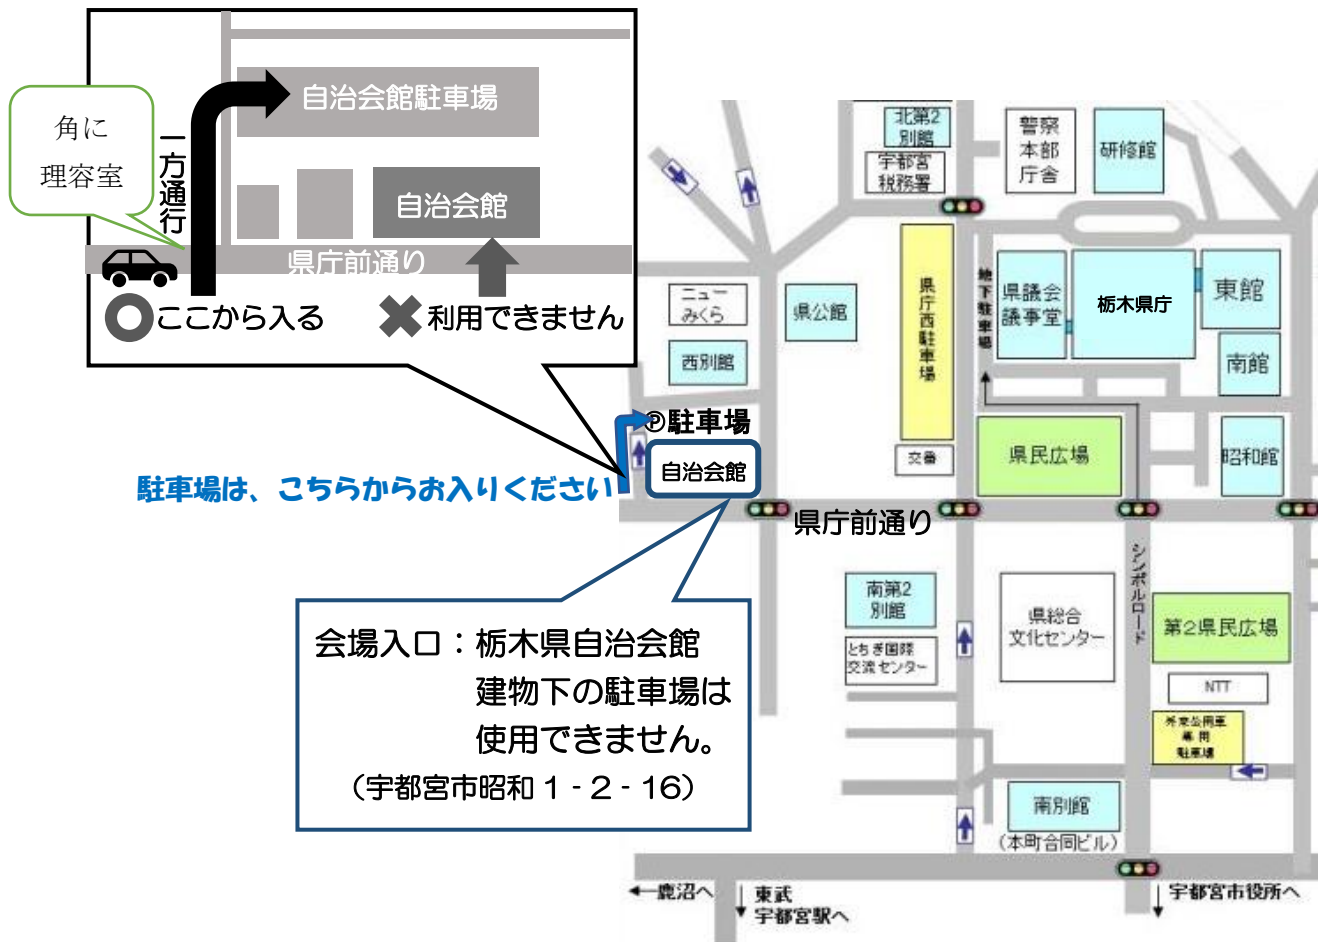 自治会館駐車場
角に
理容室
一方通行
自治会館
県庁前通り
ここから入る
利用できません
北第2
別館
宇都宮
税務署
警察
本部
庁舎
研修館
ニュー
みくら
西別館
県公館
県庁西駐車場
地下駐車場
県議会
議事堂
栃木県庁
東館
南館
Ⓟ駐車場
自治会館
交番
県民広場
昭和館
駐車場は、こちらからお入りください
県庁前通り
シンボルロード
会場入口：栃木県自治会館
建物下の駐車場は
使用できません。
（宇都宮市昭和1-2-16）
南第2
別館
とちぎ国際
交流センター
県総合
文化センター
第2県民広場
NTT
外来公用車
専用
駐車場
南別館
（本町合同ビル）
鹿沼へ
東武
宇都宮駅へ
宇都宮市役所へ